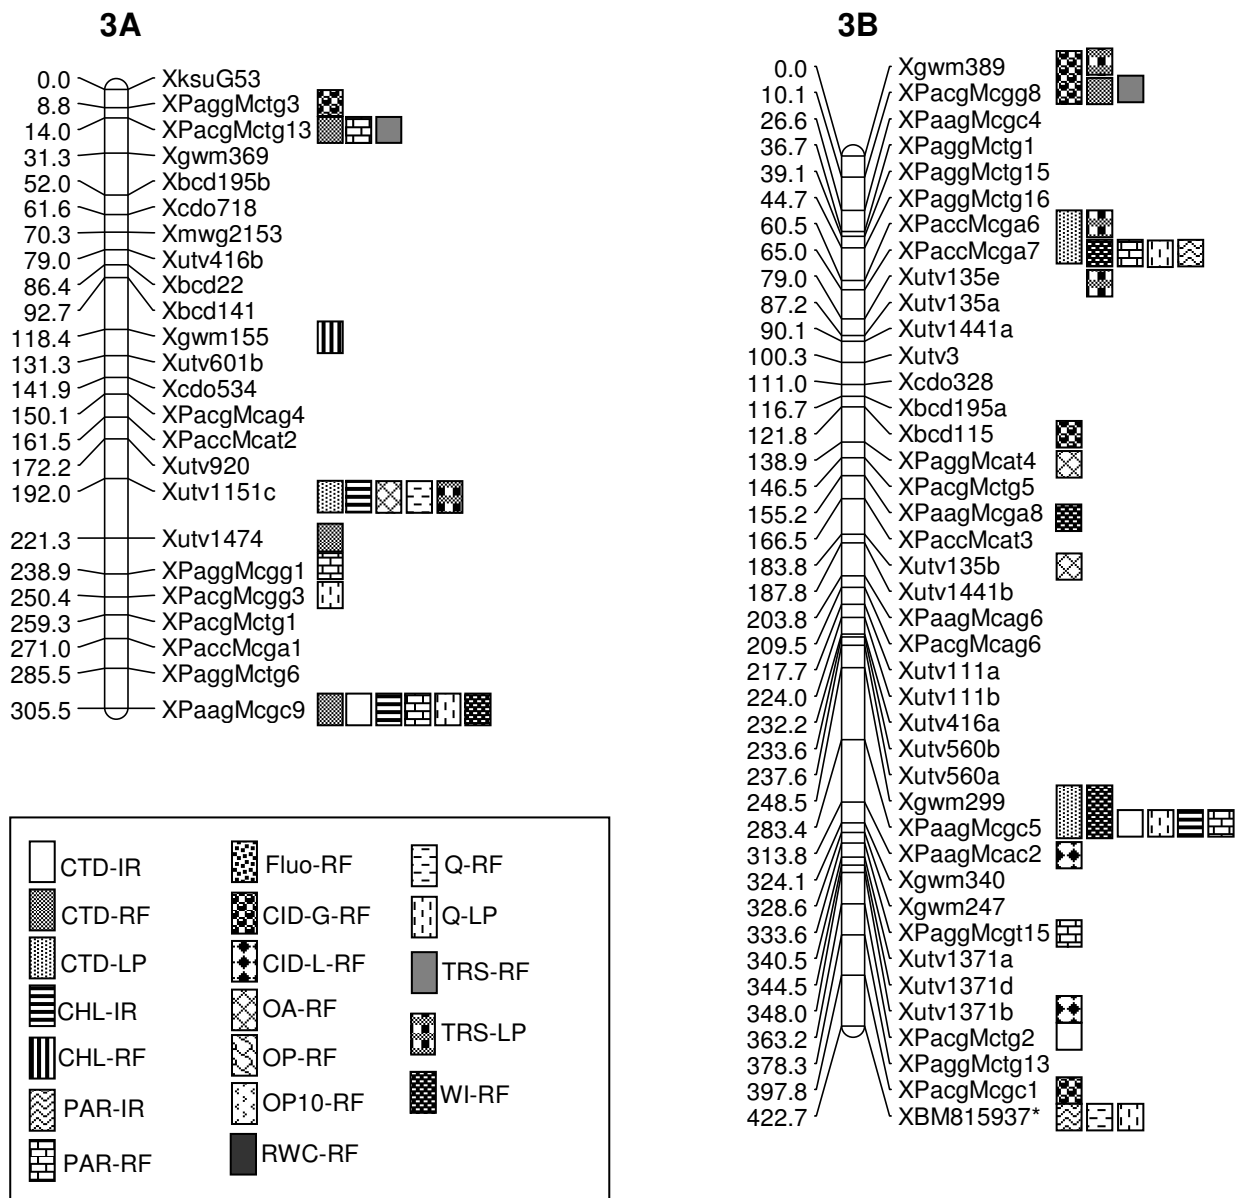 3A
0.0 XksuG53
8.8 XPaggMctg3
14.0 XPacgMctg13
31.3 Xgwm369
52.0 Xbcd195b
61.6 Xcdo718
70.3 Xmwg2153
79.0 Xutv416b
86.4 Xbcd22
92.7 Xbcd141
118.4 Xgwm155
131.3 Xutv601b
141.9 Xcdo534
150.1 XPacgMcag4
161.5 XPaccMcat2
172.2 Xutv920
192.0 Xutv1151c
221.3 Xutv1474
238.9 XPaggMcgg1
250.4 XPacgMcgg3
259.3 XPacgMctg1
271.0 XPaccMcga1
285.5 XPaggMctg6
305.5 XPaagMcgc9
3B
0.0 Xgwm389
10.1 XPacgMcgg8
26.6 XPaagMcgc4
36.7 XPaggMctg1
39.1 XPaggMctg15
44.7 XPaggMctg16
60.5 XPaccMcga6
65.0 XPaccMcga7
79.0 Xutv135e
87.2 Xutv135a
90.1 Xutv1441a
100.3 Xutv3
111.0 Xcdo328
116.7 Xbcd195a
121.8 Xbcd115
138.9 XPaggMcat4
146.5 XPacgMctg5
155.2 XPaagMcga8
166.5 XPaccMcat3
183.8 Xutv135b
187.8 Xutv1441b
203.8 XPaagMcag6
209.5 XPacgMcag6
217.7 Xutv111a
224.0 Xutv111b
232.2 Xutv416a
233.6 Xutv560b
237.6 Xutv560a
248.5 Xgwm299
283.4 XPaagMcgc5
313.8 XPaagMcac2
324.1 Xgwm340
328.6 Xgwm247
333.6 XPaggMcgt15
340.5 Xutv1371a
344.5 Xutv1371d
348.0 Xutv1371b
363.2 XPacgMctg2
378.3 XPaggMctg13
397.8 XPacgMcgc1
422.7 XBM815937*
CTD-IR
CTD-RF
CTD-LP
CHL-IR
CHL-RF
PAR-IR
PAR-RF
Fluo-RF
CID-G-RF
CID-L-RF
OA-RF
OP-RF
OP10-RF
RWC-RF
Q-RF
Q-LP
TRS-RF
TRS-LP
WI-RF